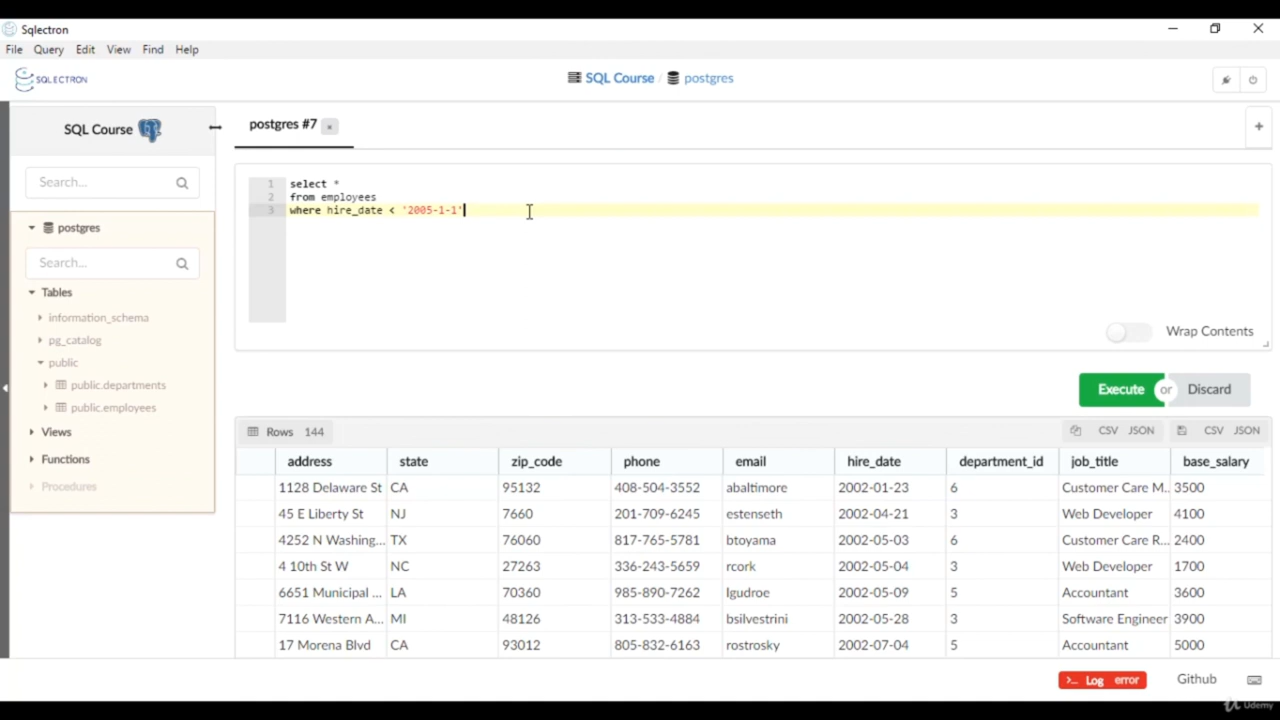 Sqlectron
File Query Edit View Find Help
SQLECTRON
SQL Course / postgres
SQL Course
postgres #7 ×
+
Search...
postgres
Search...
Tables
information_schema
pg_catalog
public
public.departments
public.employees
Views
Functions
Procedures
1 select *
2 from employees
3 where hire_date < '2005-1-1'
Wrap Contents
Execute or Discard
Rows 144 CSV JSON CSV JSON
address state zip_code phone email hire_date department_id job_title base_salary
1128 Delaware St CA 95132 408-504-3552 abaltimore 2002-01-23 6 Customer Care M... 3500
45 E Liberty St NJ 7660 201-709-6245 estenseth 2002-04-21 3 Web Developer 4100
4252 N Washing... TX 76060 817-765-5781 btoyama 2002-05-03 6 Customer Care R... 2400
4 10th St W NC 27263 336-243-5659 rcork 2002-05-04 3 Web Developer 1700
6651 Municipal ... LA 70360 985-890-7262 lgudroe 2002-05-09 5 Accountant 3600
7116 Western A... MI 48126 313-533-4884 bsilvestrini 2002-05-28 3 Software Engineer 3900
17 Morena Blvd CA 93012 805-832-6163 rostrosky 2002-07-04 5 Accountant 5000
>_ Log error Github
Udemy